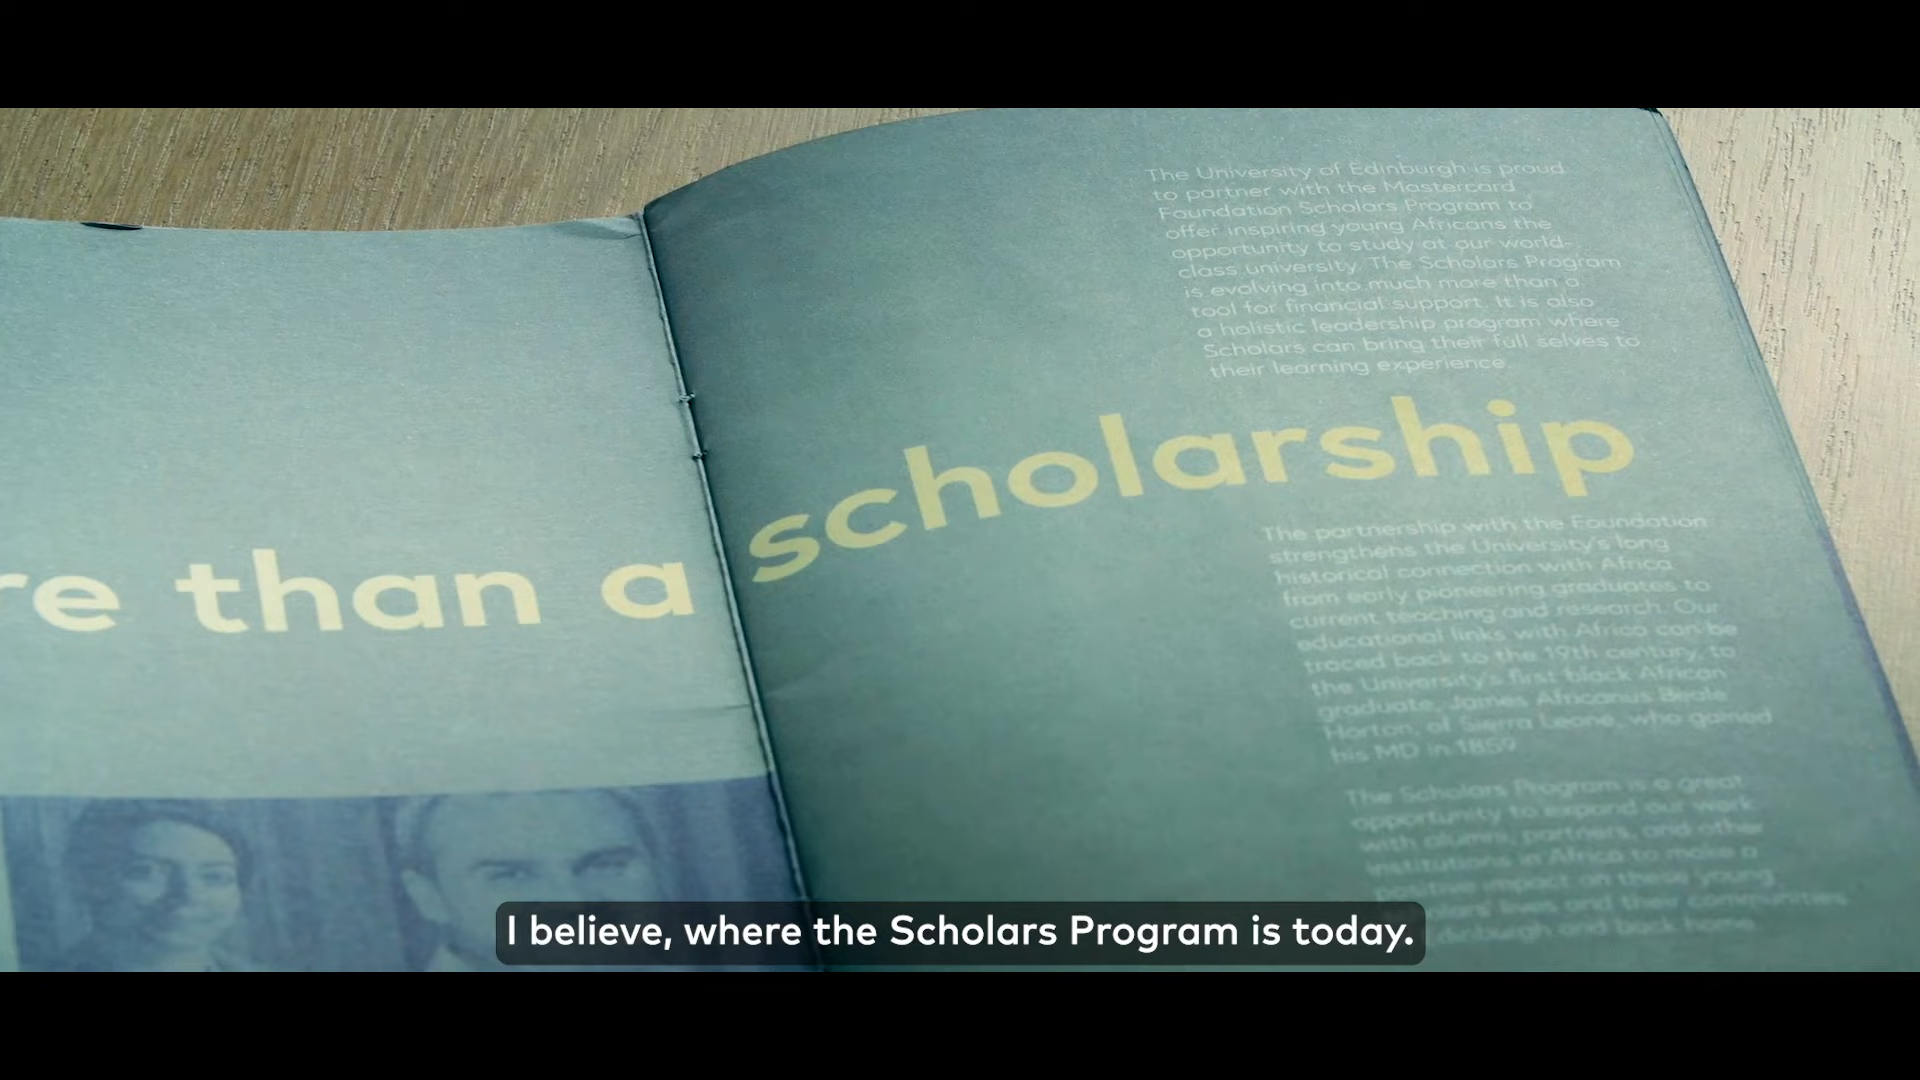 re than a scholarship
The University of Edinburgh is proud
to partner with the Mastercard
Foundation Scholars Program to
offer inspiring young Africans the
opportunity to study at our world-
class university. The Scholars Program
is evolving into much more than a
tool for financial support. It is also
a holistic leadership program where
Scholars can bring their full selves to
their learning experience.
The partnership with the Foundation
strengthens the University's long
historical connection with Africa
from early pioneering graduates to
current teaching and research. Our
educational links with Africa can be
traced back to the 19th century, to
the University's first black African
graduate, James Africanus Beale
Horton, of Sierra Leone, who gained
his MD in 1859
The Scholars Program is a great
opportunity to expand our work
with alumni, partners, and other
institutions in Africa to make a
positive impact on these young
lives and their communities
and back home
I believe, where the Scholars Program is today.